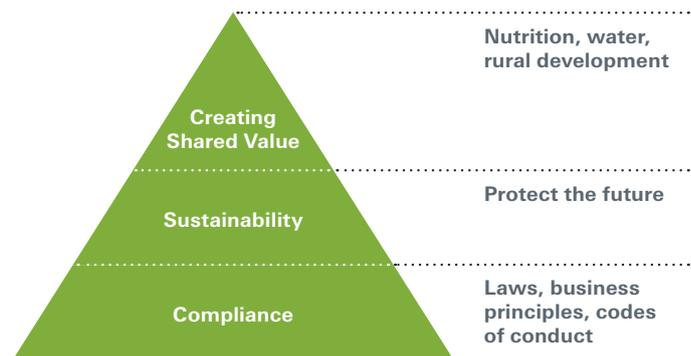 Nutrition, water,
rural development
Creating
Shared Value
Protect the future
Sustainability
Laws, business
principles, codes
of conduct
Compliance